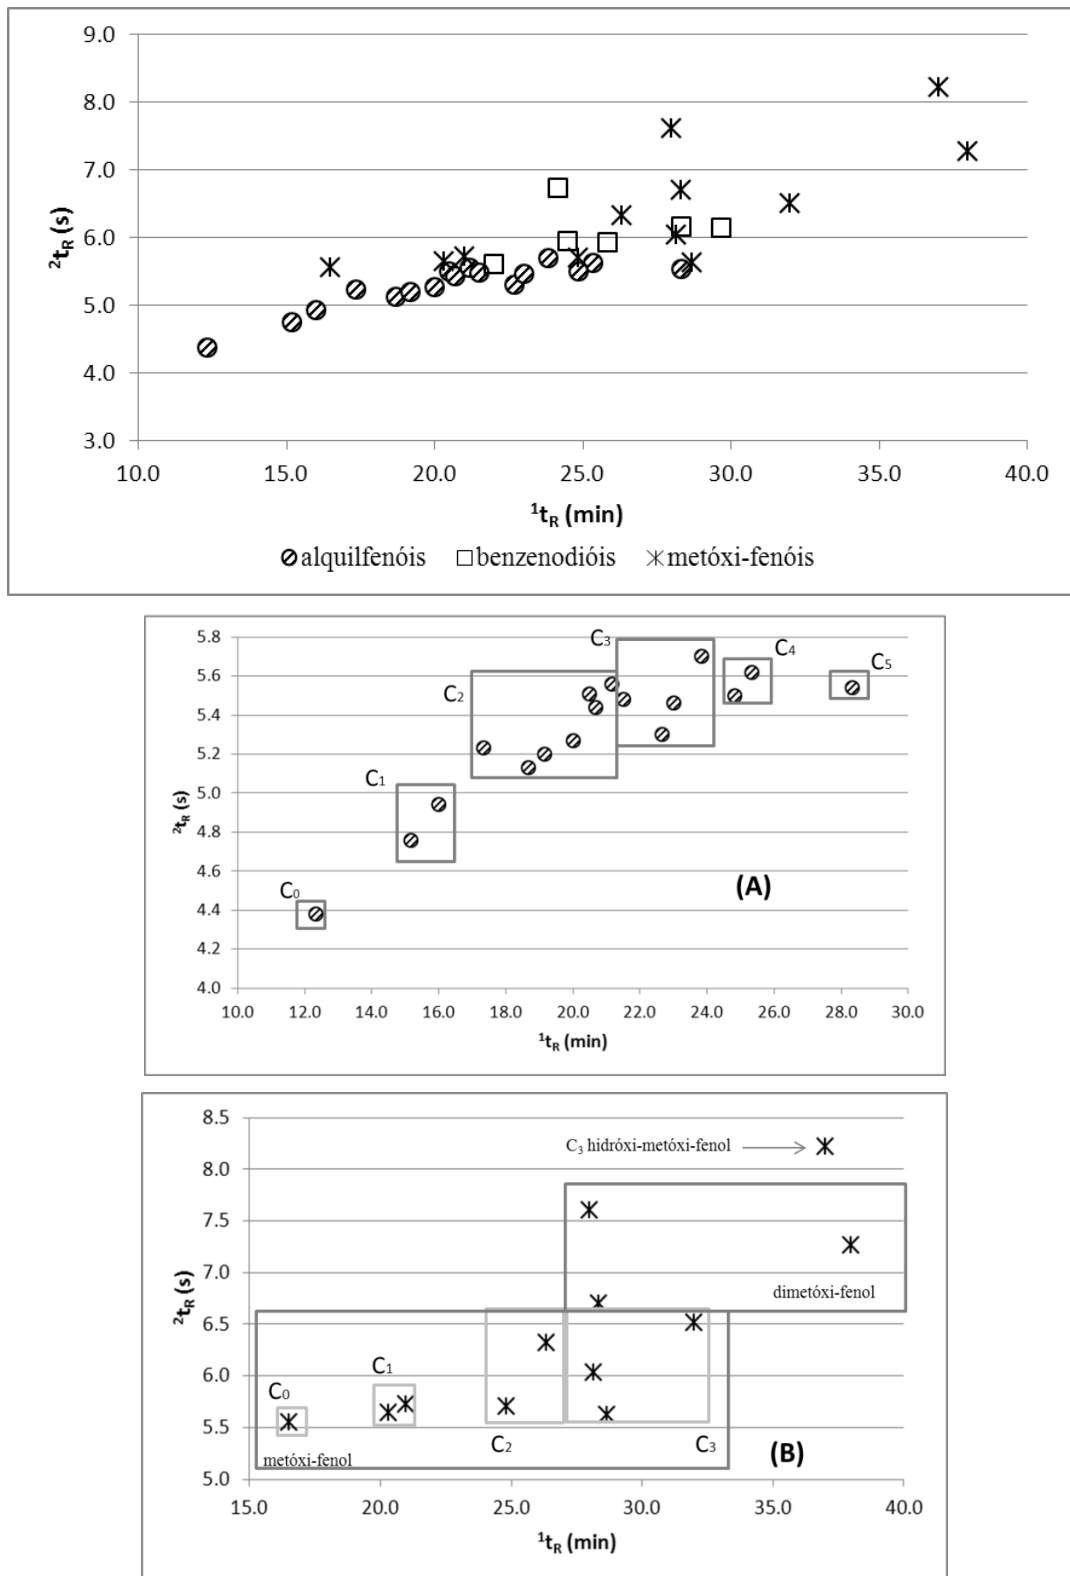 9.0
8.0
7.0
6.0
5.0
4.0
3.0
²tR (s)
10.0 15.0 20.0 25.0 30.0 35.0 40.0
¹tR (min)
alquilfenóis benzenodióis metóxi-fenóis
5.8
5.6
5.4
5.2
5.0
4.8
4.6
4.4
4.2
4.0
²tR (s)
C0
C1
C2
C3
C4
C5
(A)
10.0 12.0 14.0 16.0 18.0 20.0 22.0 24.0 26.0 28.0 30.0
¹tR (min)
8.5
8.0
7.5
7.0
6.5
6.0
5.5
5.0
²tR (s)
C3 hidróxi-metóxi-fenol
dimetóxi-fenol
C0
C1
C2
C3
metóxi-fenol
(B)
15.0 20.0 25.0 30.0 35.0 40.0
¹tR (min)